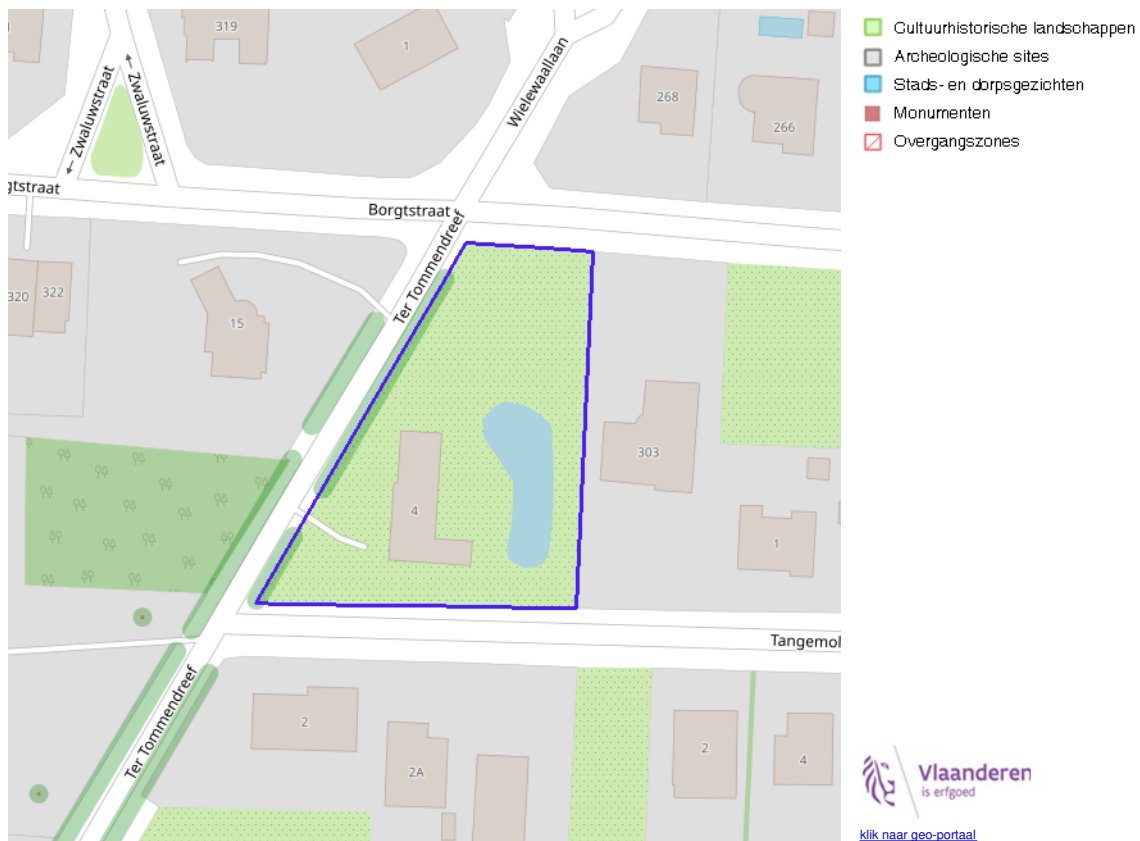 319
1
Zwaluwstraat
Zwaluwstraat
Wielewaallaan
268
266
gtstraat
Borgtstraat
Ter Tommendreef
320
322
15
303
4
1
Tangemol
Ter Tommendreef
2
2A
2
4
Cultuurhistorische landschappen
Archeologische sites
Stads- en dorpsgezichten
Monumenten
Overgangszones
Vlaanderen
is erfgoed
klik naar geo-portaal